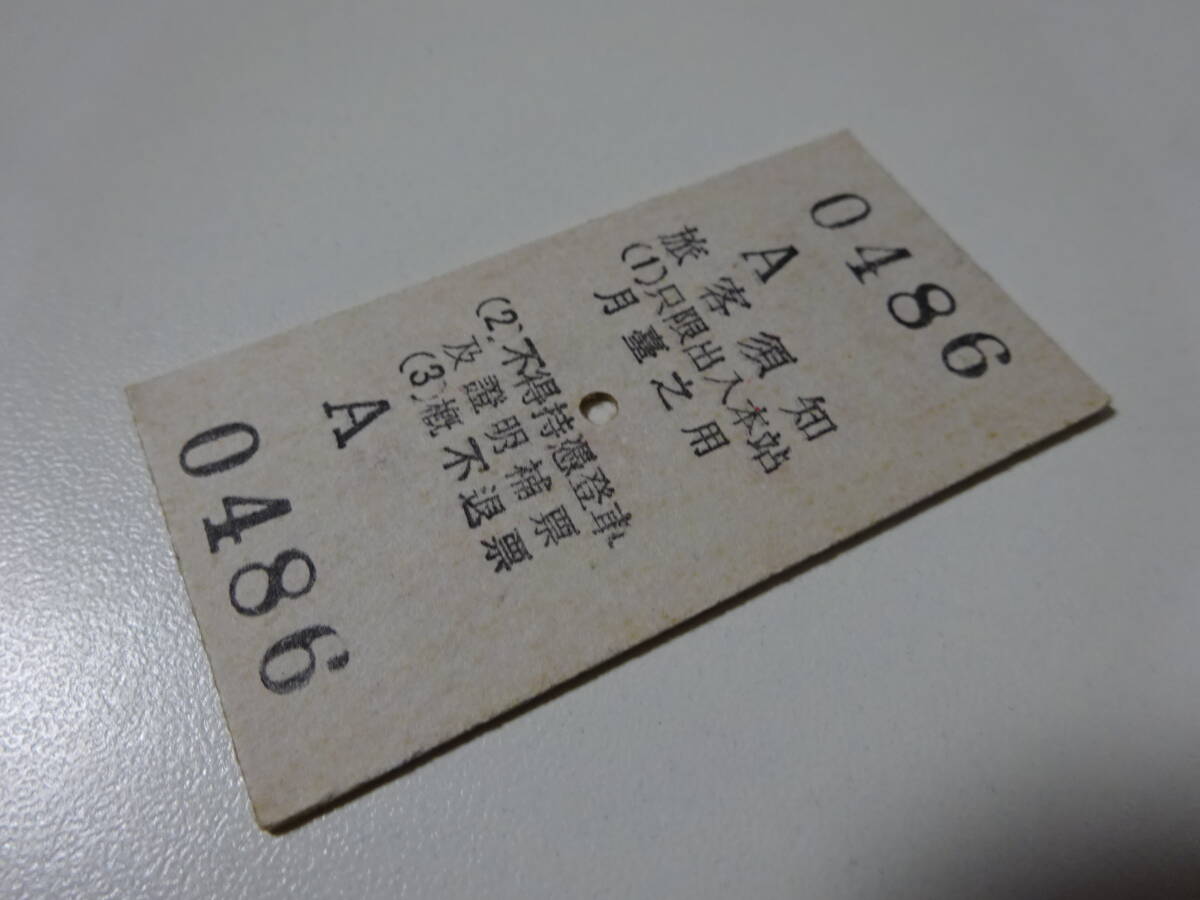 0486
A
旅客須知
(1)只限出入本站
月臺之用
(2)不得持憑登車
及證明補票
(3)概不退票
A
0486